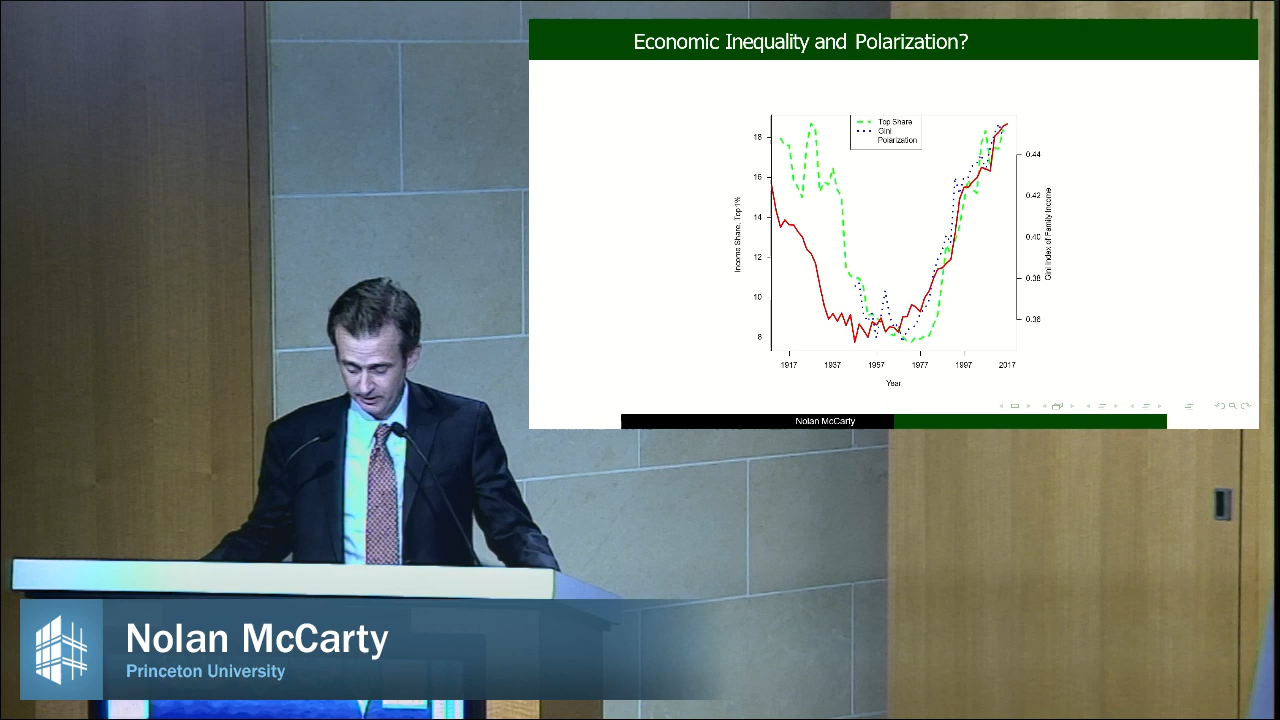 Economic Inequality and Polarization?
Top Share
Gini
Polarization
18
16
14
12
10
8
Income Share, Top 1%
0.44
0.42
0.40
0.38
0.36
Gini Index of Family Income
1917
1937
1957
1977
1997
2017
Year
Nolan McCarty
Nolan McCarty
Princeton University